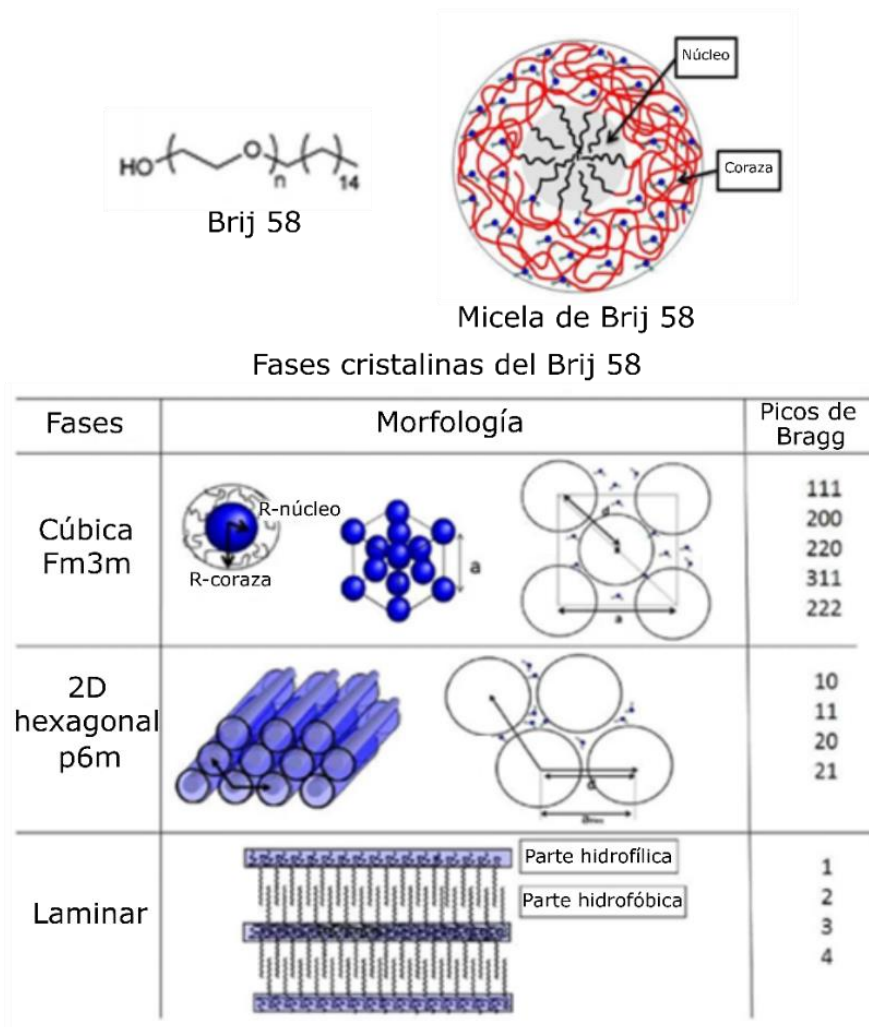 Núcleo
Coraza
HO
O
n
14
Brij 58
Micela de Brij 58
Fases cristalinas del Brij 58
Fases
Morfología
Picos de
Bragg
Cúbica
Fm3m
R-núcleo
R-coraza
a
d
a
111
200
220
311
222
2D
hexagonal
p6m
d
10
11
20
21
Laminar
Parte hidrofílica
Parte hidrofóbica
1
2
3
4